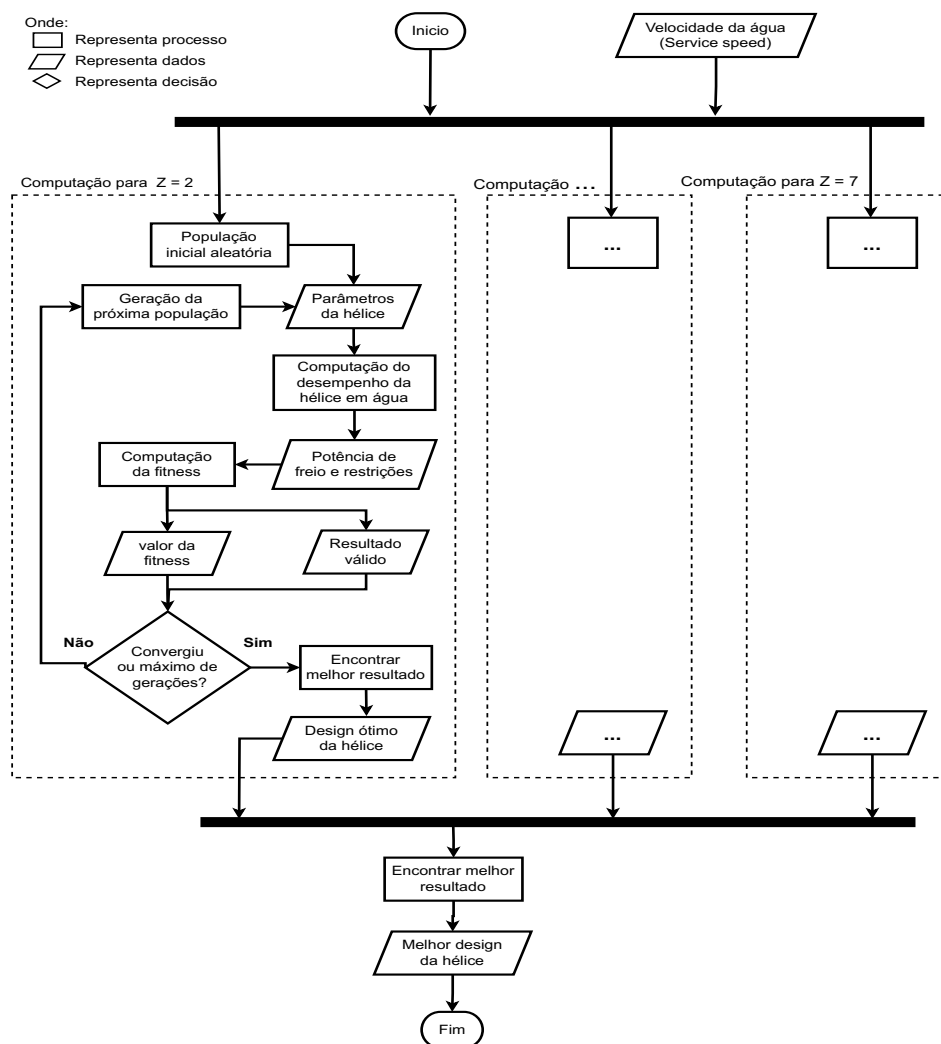 Onde:
Representa processo
Representa dados
Representa decisão
Inicio
Velocidade da água
(Service speed)
Computação para Z = 2
Computação ...
Computação para Z = 7
População
inicial aleatória
...
...
Geração da
próxima população
Parâmetros
da hélice
Computação do
desempenho da
hélice em água
Computação
da fitness
Potência de
freio e restrições
valor da
fitness
Resultado
válido
Não
Sim
Convergiu
ou máximo de
gerações?
Encontrar
melhor resultado
Design ótimo
da hélice
...
...
Encontrar melhor
resultado
Melhor design
da hélice
Fim